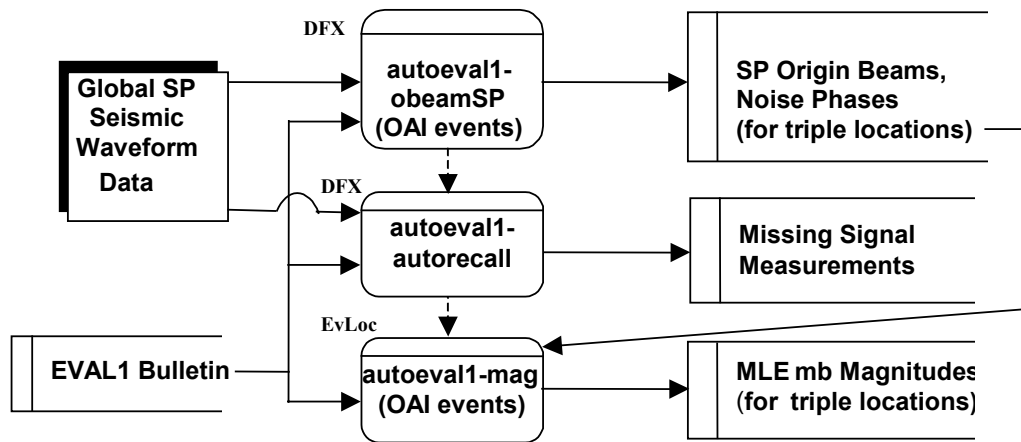 DFX
Global SP
Seismic
Waveform
Data
autoeval1-
obeamSP
(OAI events)
SP Origin Beams,
Noise Phases
(for triple locations)
DFX
autoeval1-
autorecall
Missing Signal
Measurements
EvLoc
EVAL1 Bulletin
autoeval1-mag
(OAI events)
MLE mb Magnitudes
(for triple locations)